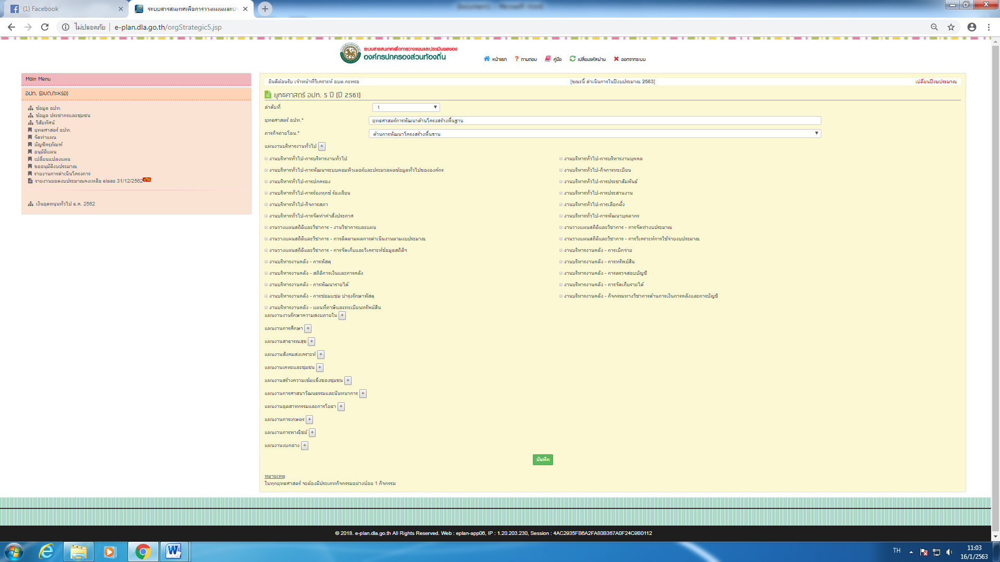 (1) Facebook
ระบบสารสนเทศเพื่อการวางแผนและปร
ไม่ปลอดภัย
e-plan.dla.go.th/orgStrategic5.jsp
ระบบสารสนเทศเพื่อการวางแผนและประเมินผลของ
องค์กรปกครองส่วนท้องถิ่น
หน้าแรก ? ถามตอบ คู่มือ เปลี่ยนรหัสผ่าน ออกจากระบบ
Main Menu
อปท. (อบต.กะหรอ)
ข้อมูล อปท.
ข้อมูล ประชากรและชุมชน
วิสัยทัศน์
ยุทธศาสตร์ อปท.
จัดทำแผน
บัญชีครุภัณฑ์
อนุมัติแผน
เปลี่ยนแปลงแผน
ขออนุมัติงบประมาณ
รายงานการดำเนินโครงการ
รายงานยอดงบประมาณคงเหลือ elaas 31/12/2562
เงินอุดหนุนทั่วไป ธ.ค. 2562
ยินดีต้อนรับ เจ้าหน้าที่วิเคราะห์ อบต.กะหรอ [ขณะนี้ ดำเนินการในปีงบประมาณ 2563] เปลี่ยนปีงบประมาณ
ยุทธศาสตร์ อปท. 5 ปี [ปี 2561]
ลำดับที่ 1
ยุทธศาสตร์ อปท.* ยุทธศาสตร์การพัฒนาด้านโครงสร้างพื้นฐาน
ภารกิจถ่ายโอน.* ด้านการพัฒนาโครงสร้างพื้นฐาน
แผนงานบริหารงานทั่วไป +
งานบริหารทั่วไป-การบริหารงานทั่วไป งานบริหารทั่วไป-การบริหารงานบุคคล
งานบริหารทั่วไป-การพัฒนาระบบคอมพิวเตอร์และประมวลผลข้อมูลทั่วไปขององค์กร งานบริหารทั่วไป-กิจการทะเบียน
งานบริหารทั่วไป-การปกครอง งานบริหารทั่วไป-การประชาสัมพันธ์
งานบริหารทั่วไป-การร้องทุกข์ ร้องเรียน งานบริหารทั่วไป-การประสานงาน
งานบริหารทั่วไป-กิจการสภา งานบริหารทั่วไป-การเลือกตั้ง
งานบริหารทั่วไป-การจัดทำคำสั่งประกาศ งานบริหารทั่วไป-การพัฒนาบุคลากร
งานวางแผนสถิติและวิชาการ - งานวิชาการและแผน งานวางแผนสถิติและวิชาการ - การจัดทำงบประมาณ
งานวางแผนสถิติและวิชาการ - การติดตามผลการดำเนินงานตามงบประมาณ งานวางแผนสถิติและวิชาการ - การวิเคราะห์การใช้จ่ายงบประมาณ
งานวางแผนสถิติและวิชาการ - การจัดเก็บและวิเคราะห์ข้อมูลสถิติฯ งานบริหารงานคลัง - การเบิกจ่าย
งานบริหารงานคลัง - การพัสดุ งานบริหารงานคลัง - การทรัพย์สิน
งานบริหารงานคลัง - สถิติการเงินและการคลัง งานบริหารงานคลัง - การตรวจสอบบัญชี
งานบริหารงานคลัง - การพัฒนารายได้ งานบริหารงานคลัง - การจัดเก็บรายได้
งานบริหารงานคลัง - การซ่อมแซม บำรุงรักษาพัสดุ งานบริหารงานคลัง - กิจกรรมทางวิชาการด้านการเงินการคลังและการบัญชี
งานบริหารงานคลัง - แผนที่ภาษีและทะเบียนทรัพย์สิน
แผนงานงานรักษาความสงบภายใน +
แผนงานการศึกษา +
แผนงานสาธารณสุข +
แผนงานสังคมสงเคราะห์ +
แผนงานเคหะและชุมชน +
แผนงานสร้างความเข้มแข็งของชุมชน +
แผนงานการศาสนาวัฒนธรรมและนันทนาการ +
แผนงานอุตสาหกรรมและการโยธา +
แผนงานการเกษตร +
แผนงานการพาณิชย์ +
แผนงานงบกลาง +
บันทึก
หมายเหตุ
ในทุกยุทธศาสตร์ จะต้องมีประเภทกิจกรรมอย่างน้อย 1 กิจกรรม
© 2018. e-plan.dla.go.th All Rights Reserved. Web : eplan-app06, IP : 1.20.203.230, Session : 4AC2935FB6A2FA80B367A0F24C9B0112
TH
11:03
16/1/2563